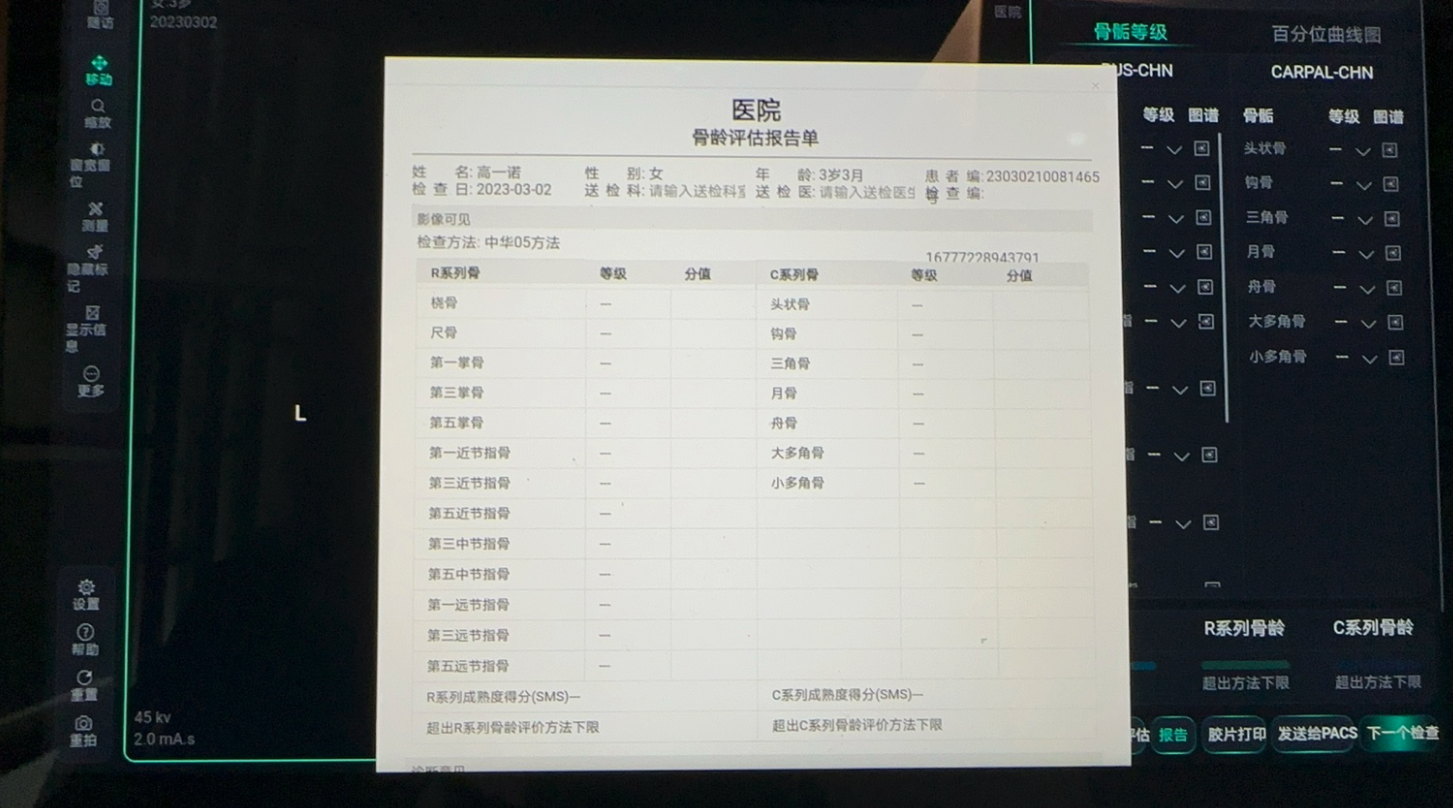 随访
移动
缩放
窗宽窗
位
测量
隐藏标
记
显示信
息
更多
设置
帮助
重置
重拍
女:3岁
20230302
L
45 kv
2.0 mA.s
医院
医院
骨龄评估报告单
姓 名: 高一诺 性 别: 女 年 龄: 3岁3月 患 者 编: 23030210081465
检 查 日: 2023-03-02 送 检 科: 请输入送检科室 送 检 医: 请输入送检医生 检 查 编:
影像可见
检查方法: 中华05方法
16777228943791
R系列骨 等级 分值 C系列骨 等级 分值
桡骨 — 头状骨 —
尺骨 — 钩骨 —
第一掌骨 — 三角骨 —
第三掌骨 — 月骨 —
第五掌骨 — 舟骨 —
第一近节指骨 — 大多角骨 —
第三近节指骨 — 小多角骨 —
第五近节指骨 —
第三中节指骨 —
第五中节指骨 —
第一远节指骨 —
第三远节指骨 —
第五远节指骨 —
R系列成熟度得分(SMS)— C系列成熟度得分(SMS)—
超出R系列骨龄评价方法下限 超出C系列骨龄评价方法下限
诊断意见
骨骺等级 百分位曲线图
RUS-CHN CARPAL-CHN
等级 图谱 骨骺 等级 图谱
— 头状骨 —
— 钩骨 —
— 三角骨 —
— 月骨 —
— 舟骨 —
骨 — 大多角骨 —
小多角骨 —
骨 —
骨 —
骨 —
R系列骨龄 C系列骨龄
超出方法下限 超出方法下限
评估 报告 胶片打印 发送给PACS 下一个检查